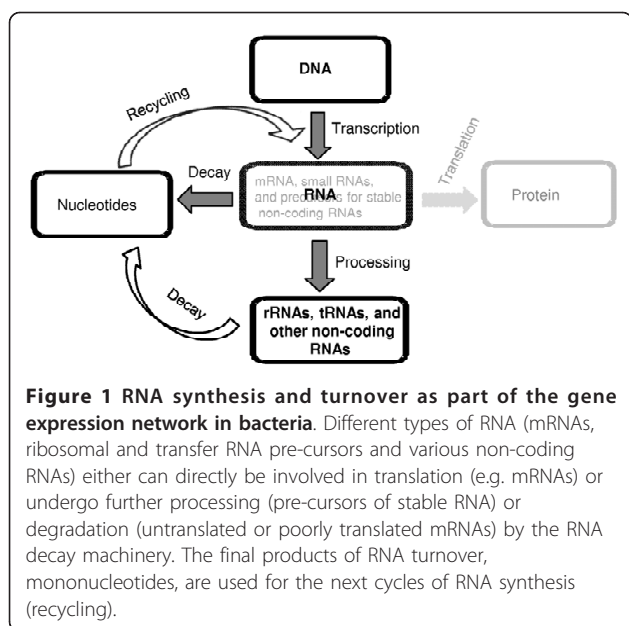 DNA
Recycling
Transcription
Decay
Translation
mRNA, small RNAs,
RNA
and precursors for stable
non-coding RNAs
Nucleotides
Protein
Processing
Decay
rRNAs, tRNAs, and
other non-coding
RNAs
Figure 1 RNA synthesis and turnover as part of the gene
expression network in bacteria. Different types of RNA (mRNAs,
ribosomal and transfer RNA pre-cursors and various non-coding
RNAs) either can directly be involved in translation (e.g. mRNAs) or
undergo further processing (pre-cursors of stable RNA) or
degradation (untranslated or poorly translated mRNAs) by the RNA
decay machinery. The final products of RNA turnover,
mononucleotides, are used for the next cycles of RNA synthesis
(recycling).